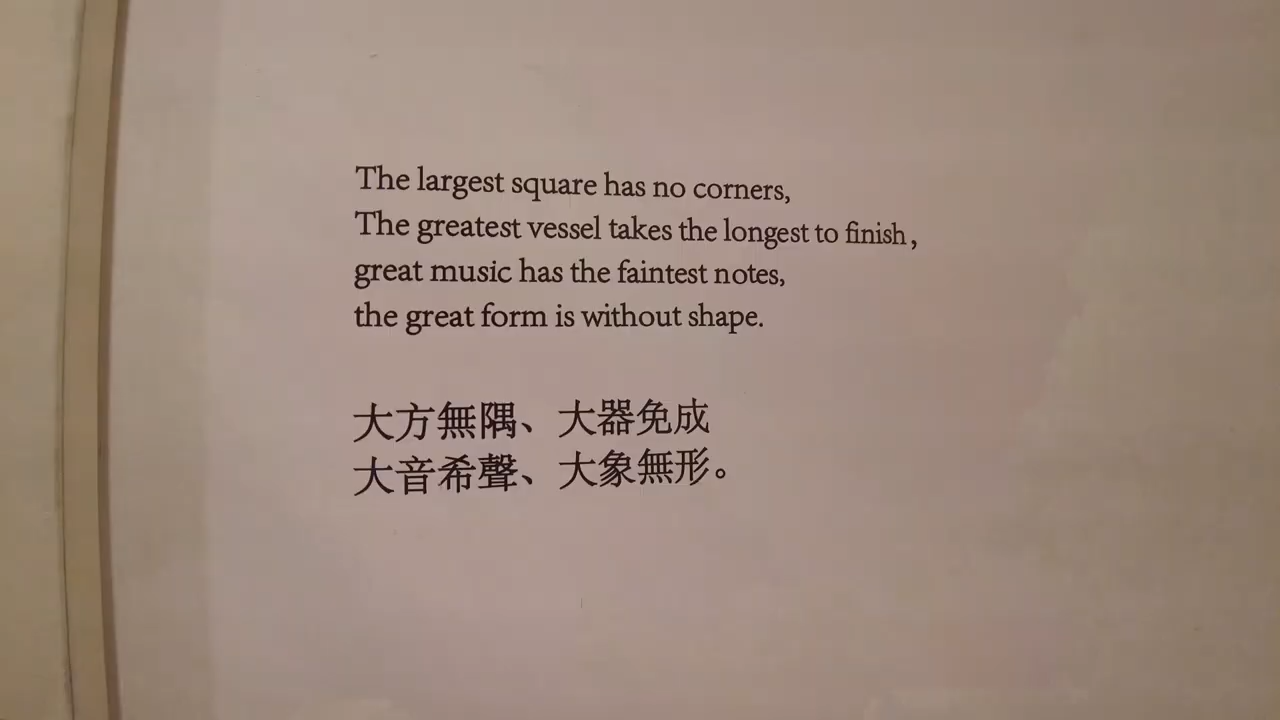 The largest square has no corners,
The greatest vessel takes the longest to finish,
great music has the faintest notes,
the great form is without shape.
大方無隅、大器免成
大音希聲、大象無形。